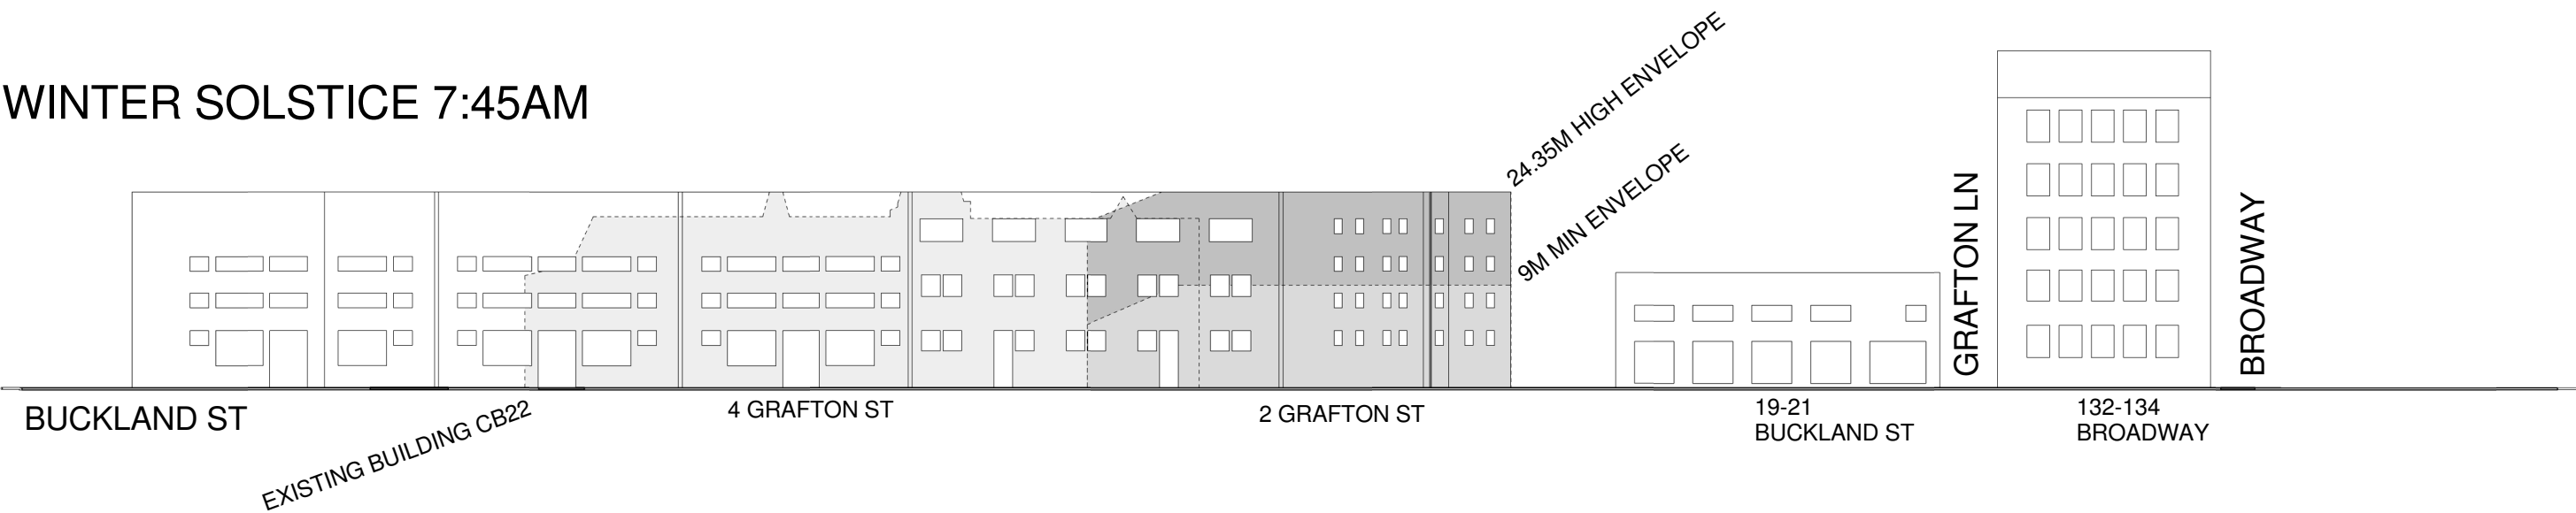 WINTER SOLSTICE 7:45AM
24.35M HIGH ENVELOPE
9M MIN ENVELOPE
GRAFTON LN
BROADWAY
BUCKLAND ST
EXISTING BUILDING CB22
4 GRAFTON ST
2 GRAFTON ST
19-21
BUCKLAND ST
132-134
BROADWAY